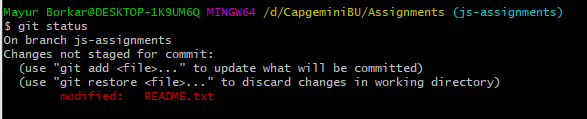 Mayur Borkar@DESKTOP-1K9UM6Q MINGW64 /d/CapgeminiBU/Assignments (js-assignments)
$ git status
On branch js-assignments
Changes not staged for commit:
  (use "git add <file>..." to update what will be committed)
  (use "git restore <file>..." to discard changes in working directory)
        modified:   README.txt